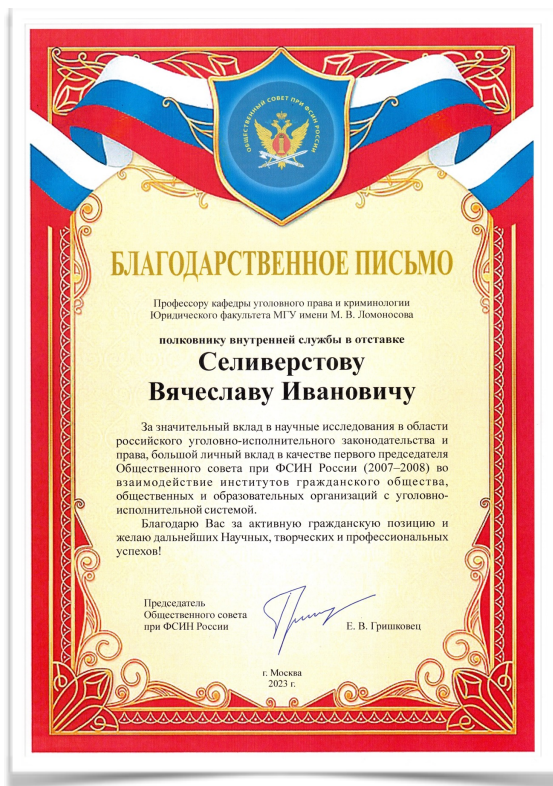 ОБЩЕСТВЕННЫЙ СОВЕТ ПРИ ФСИН РОССИИ
БЛАГОДАРСТВЕННОЕ ПИСЬМО
Профессору кафедры уголовного права и криминологии
Юридического факультета МГУ имени М. В. Ломоносова
полковнику внутренней службы в отставке
Селиверстову
Вячеславу Ивановичу
За значительный вклад в научные исследования в области
российского уголовно-исполнительного законодательства и
права, большой личный вклад в качестве первого председателя
Общественного совета при ФСИН России (2007–2008) во
взаимодействие институтов гражданского общества,
общественных и образовательных организаций с уголовно-
исполнительной системой.
Благодарю Вас за активную гражданскую позицию и
желаю дальнейших Научных, творческих и профессиональных
успехов!
Председатель
Общественного совета
при ФСИН России
Е. В. Гришковец
г. Москва
2023 г.